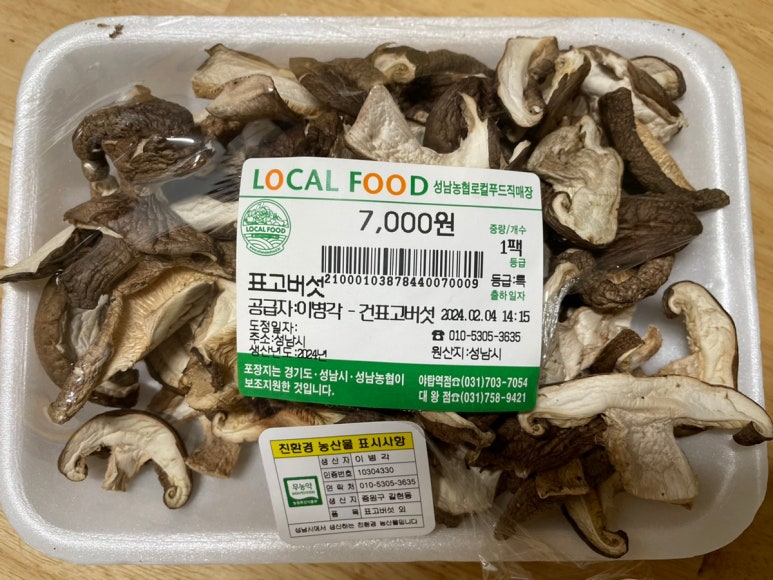 LOCAL FOOD 성남농협로컬푸드직매장
LOCAL FOOD
7,000원
중량/개수
1팩
등급
등급:특
표고버섯
21000103878440070009
출하일자
공급자:이병각 - 건표고버섯 2024.02.04 14:15
도정일자:
주소:성남시
☎ 010-5305-3635
생산년도:2024년
원산지:성남시
포장지는 경기도·성남시·성남농협이
보조지원한 것입니다.
야탑역점☎(031)703-7054
대 왕 점☎(031)758-9421
친환경 농산물 표시사항
무농약
생 산 자 이 병 각
인증번호 10304330
연 락 처 010-5305-3635
생 산 지 중원구 갈현동
품 목 표고버섯 외
성남시에서 생산하는 친환경 농산물입니다